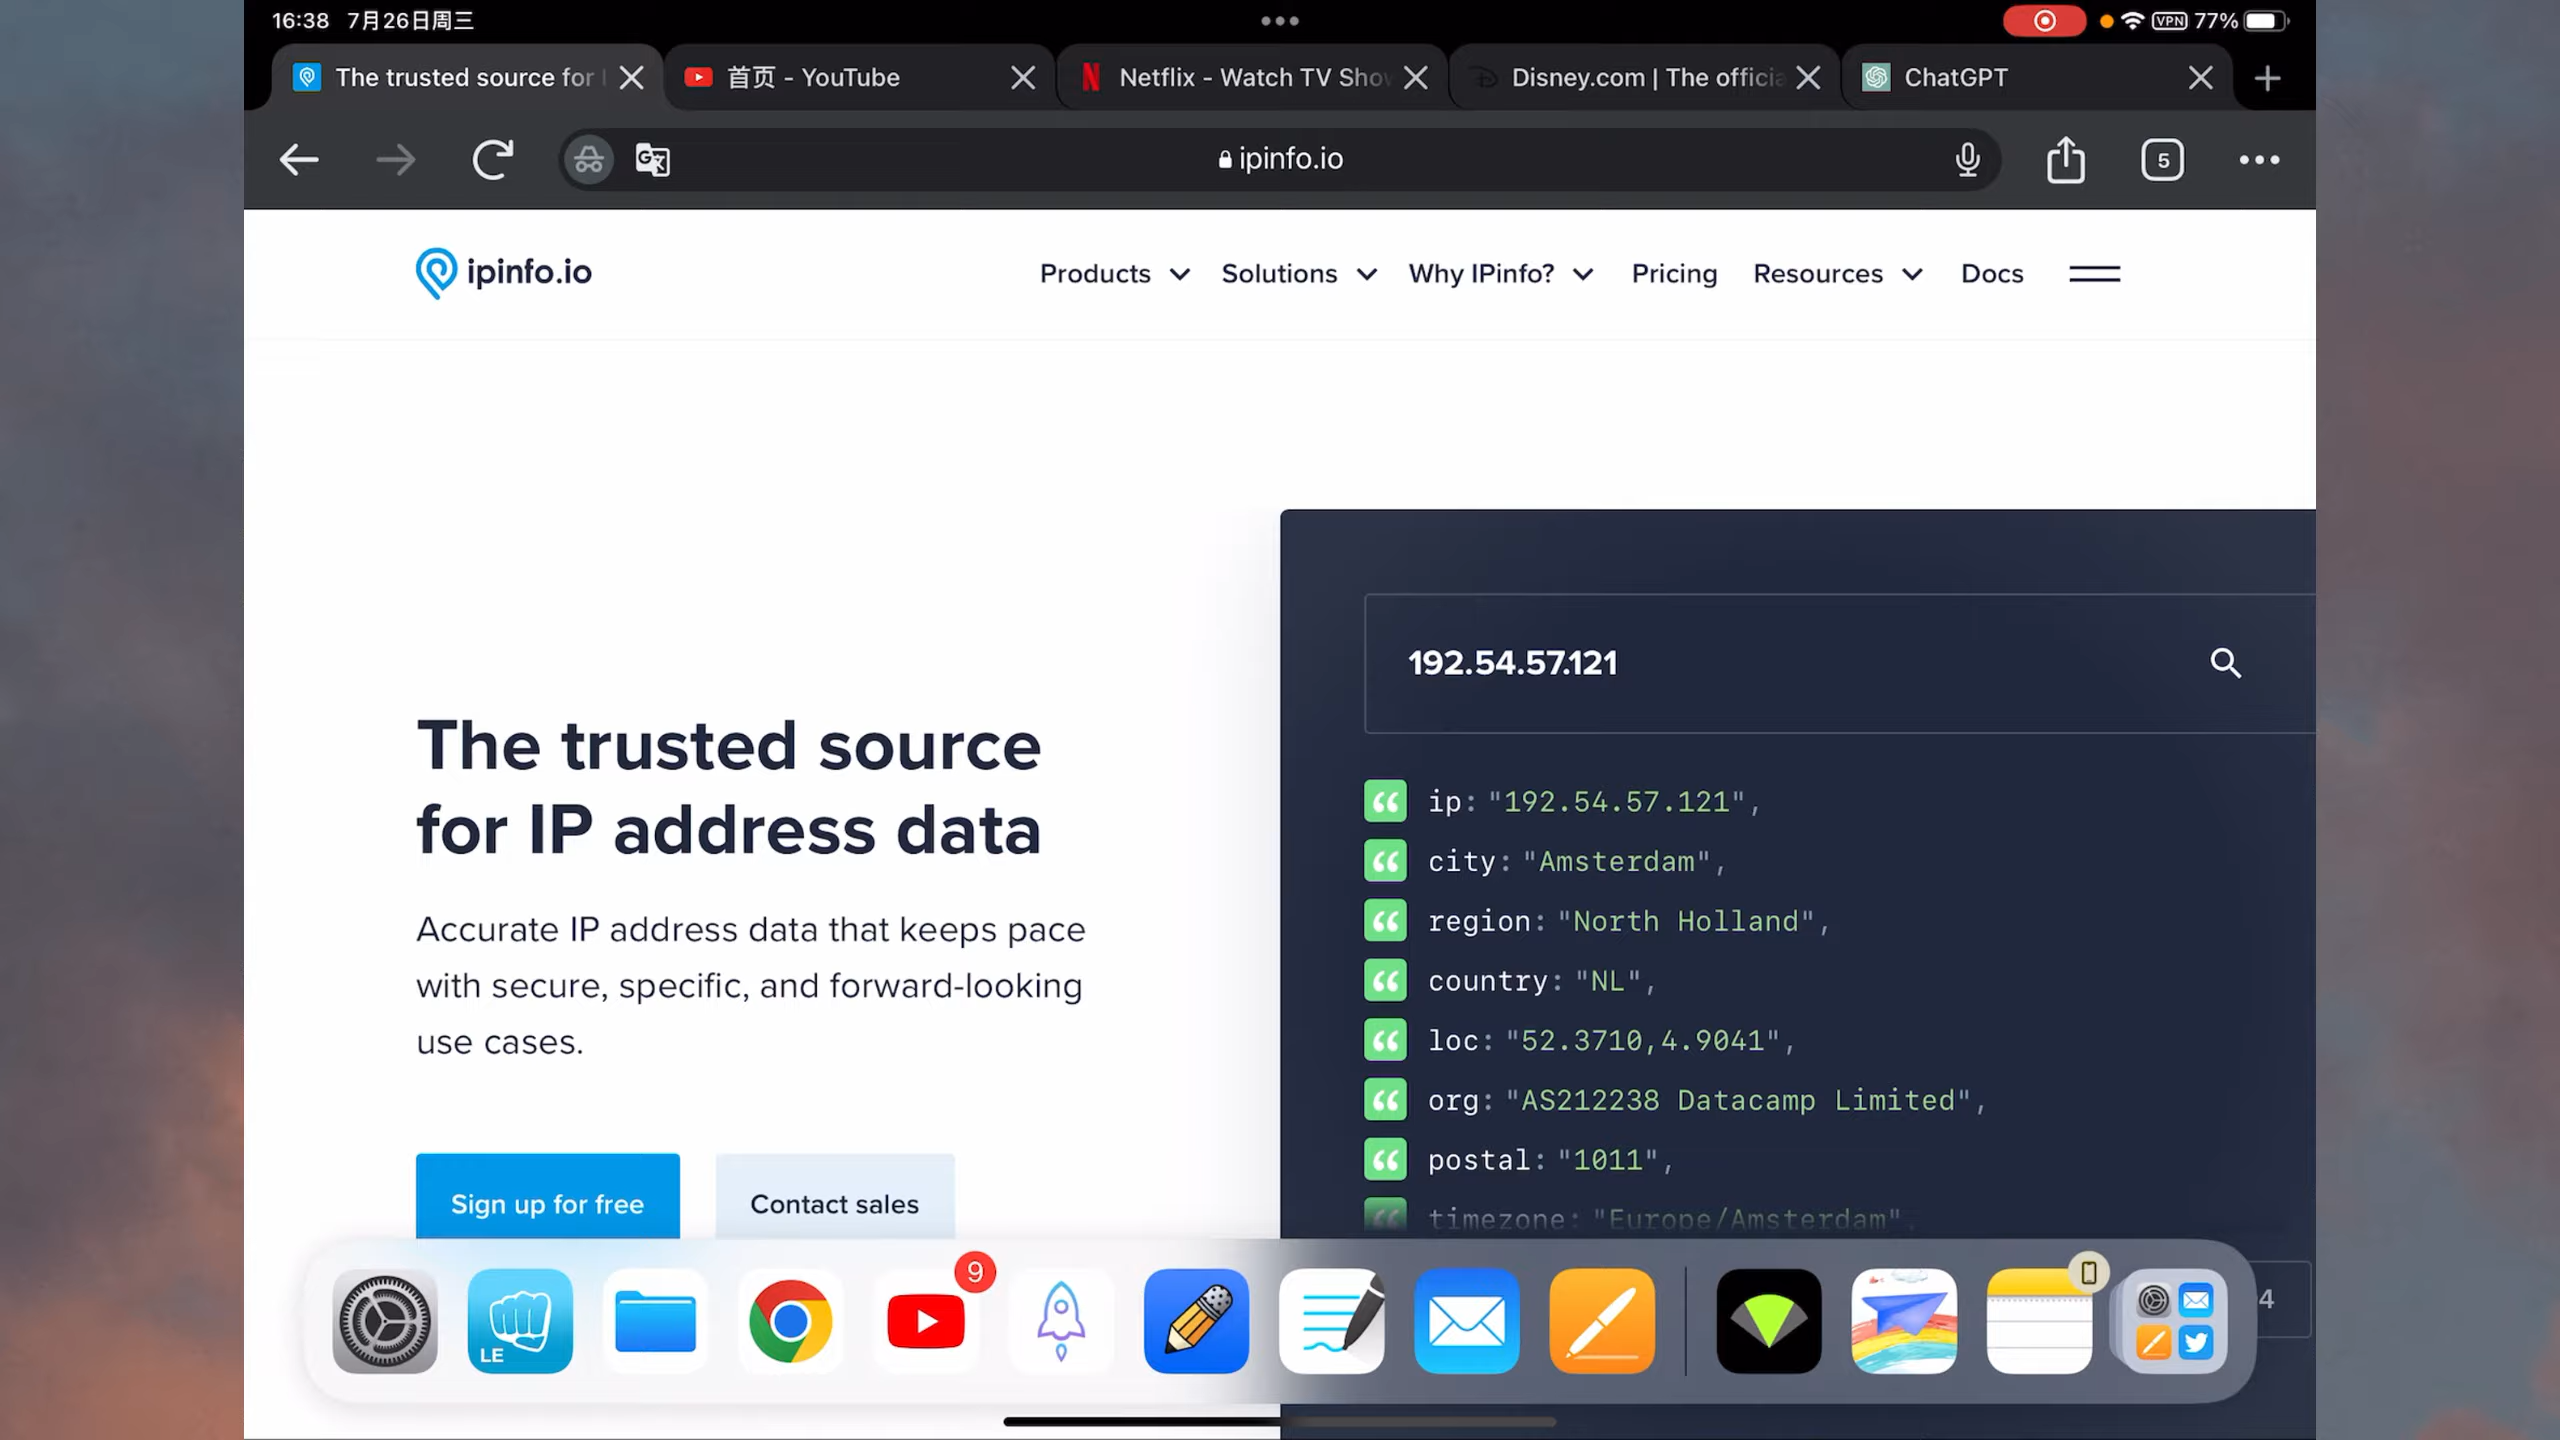 16:38 7月26日周三
VPN 77%
The trusted source for
首页 - YouTube
Netflix - Watch TV Sho
Disney.com | The officia
ChatGPT
ipinfo.io
5
ipinfo.io
Products
Solutions
Why IPinfo?
Pricing
Resources
Docs
192.54.57.121
The trusted source
for IP address data
Accurate IP address data that keeps pace
with secure, specific, and forward-looking
use cases.
Sign up for free
Contact sales
ip: "192.54.57.121",
city: "Amsterdam",
region: "North Holland",
country: "NL",
loc: "52.3710,4.9041",
org: "AS212238 Datacamp Limited",
postal: "1011",
timezone: "Europe/Amsterdam",
LE
9
4